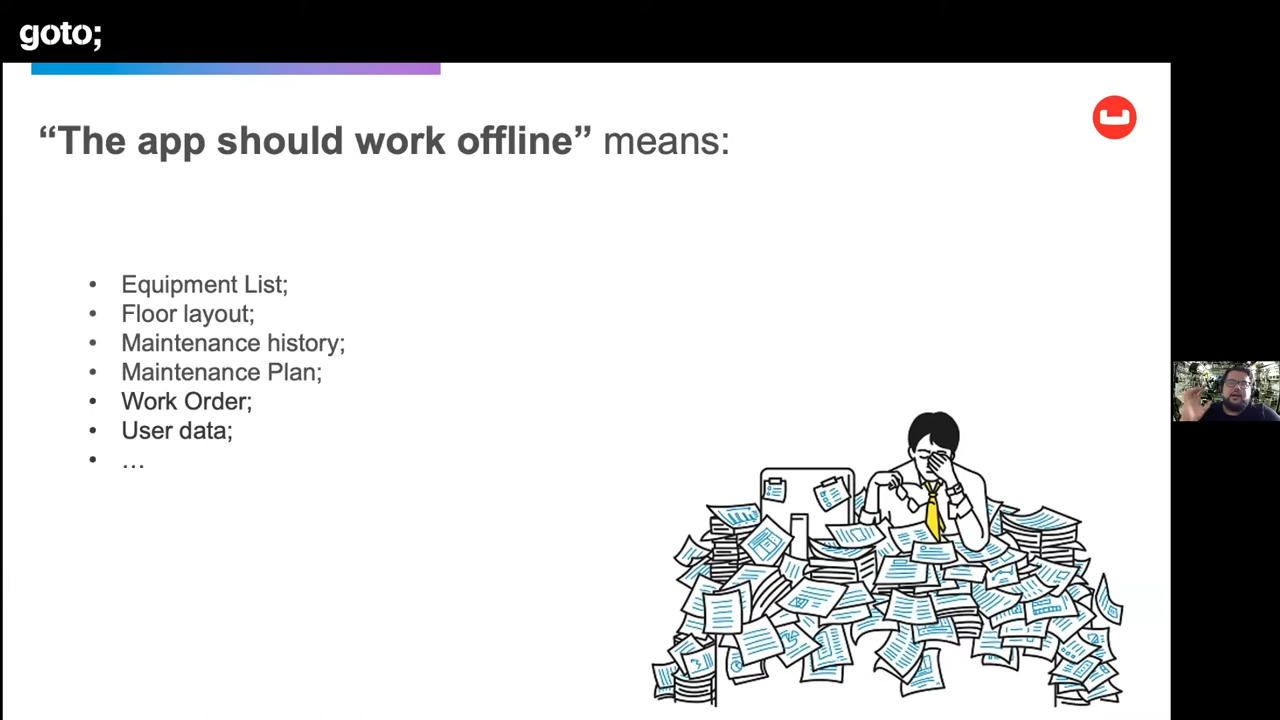 goto;
“The app should work offline” means:
• Equipment List;
• Floor layout;
• Maintenance history;
• Maintenance Plan;
• Work Order;
• User data;
• …